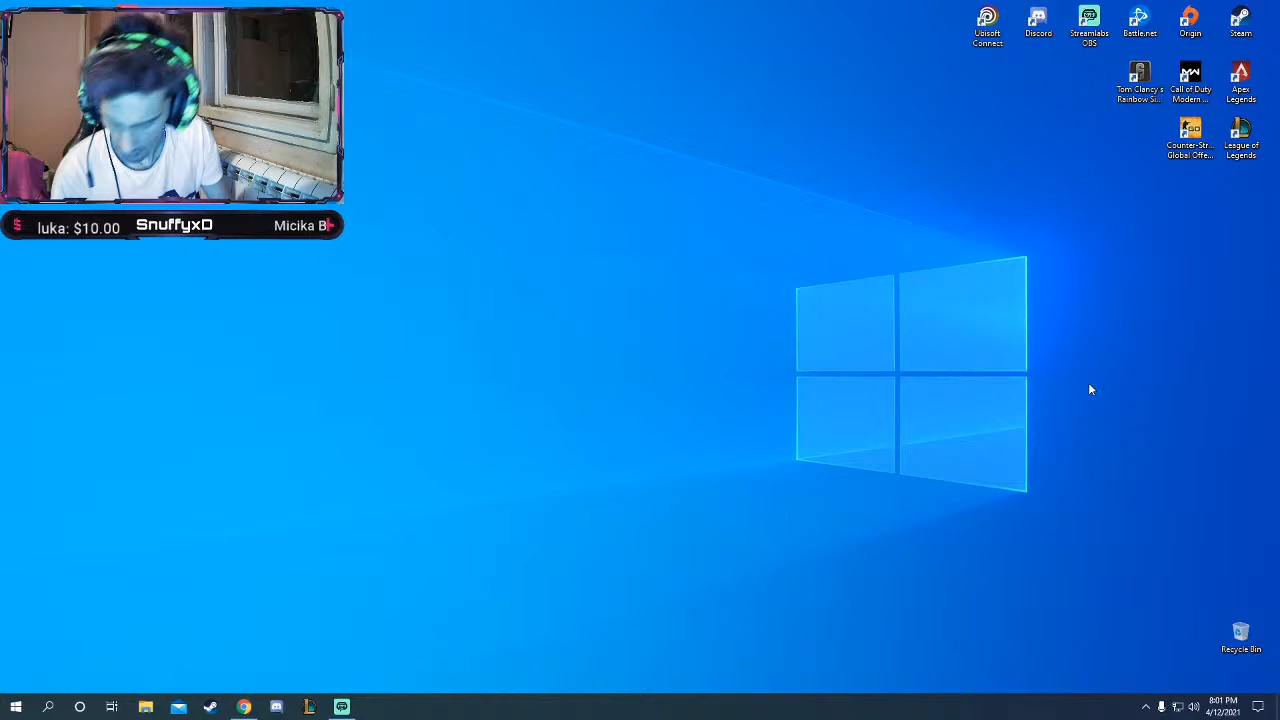 Ubisoft
Connect
Discord
Streamlabs
OBS
Battle.net
Origin
Steam
Tom Clancy's
Rainbow Si...
Call of Duty
Modern ...
Apex
Legends
Counter-Str...
Global Offe...
League of
Legends
luka: $10.00
SnuffyxD
Micika B
Recycle Bin
8:01 PM
4/12/2021